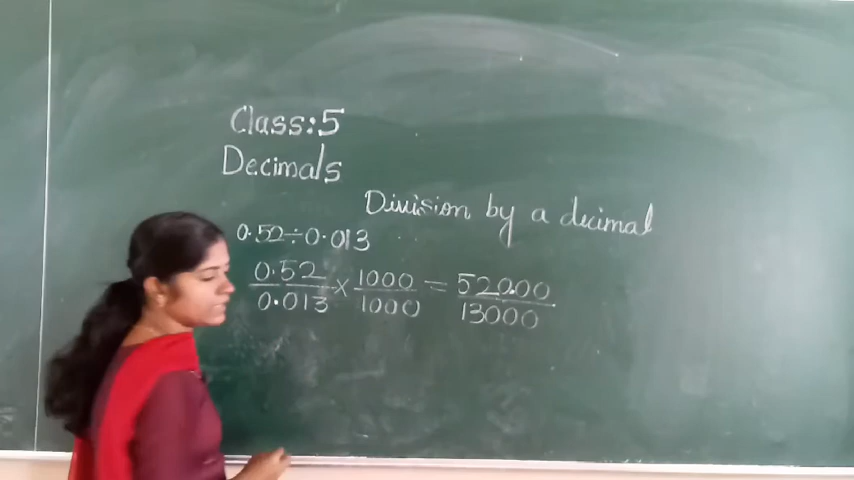 Class:5
Decimals
Division by a decimal
0.52÷0.013
0.52/0.013 × 1000/1000 = 52000/13000